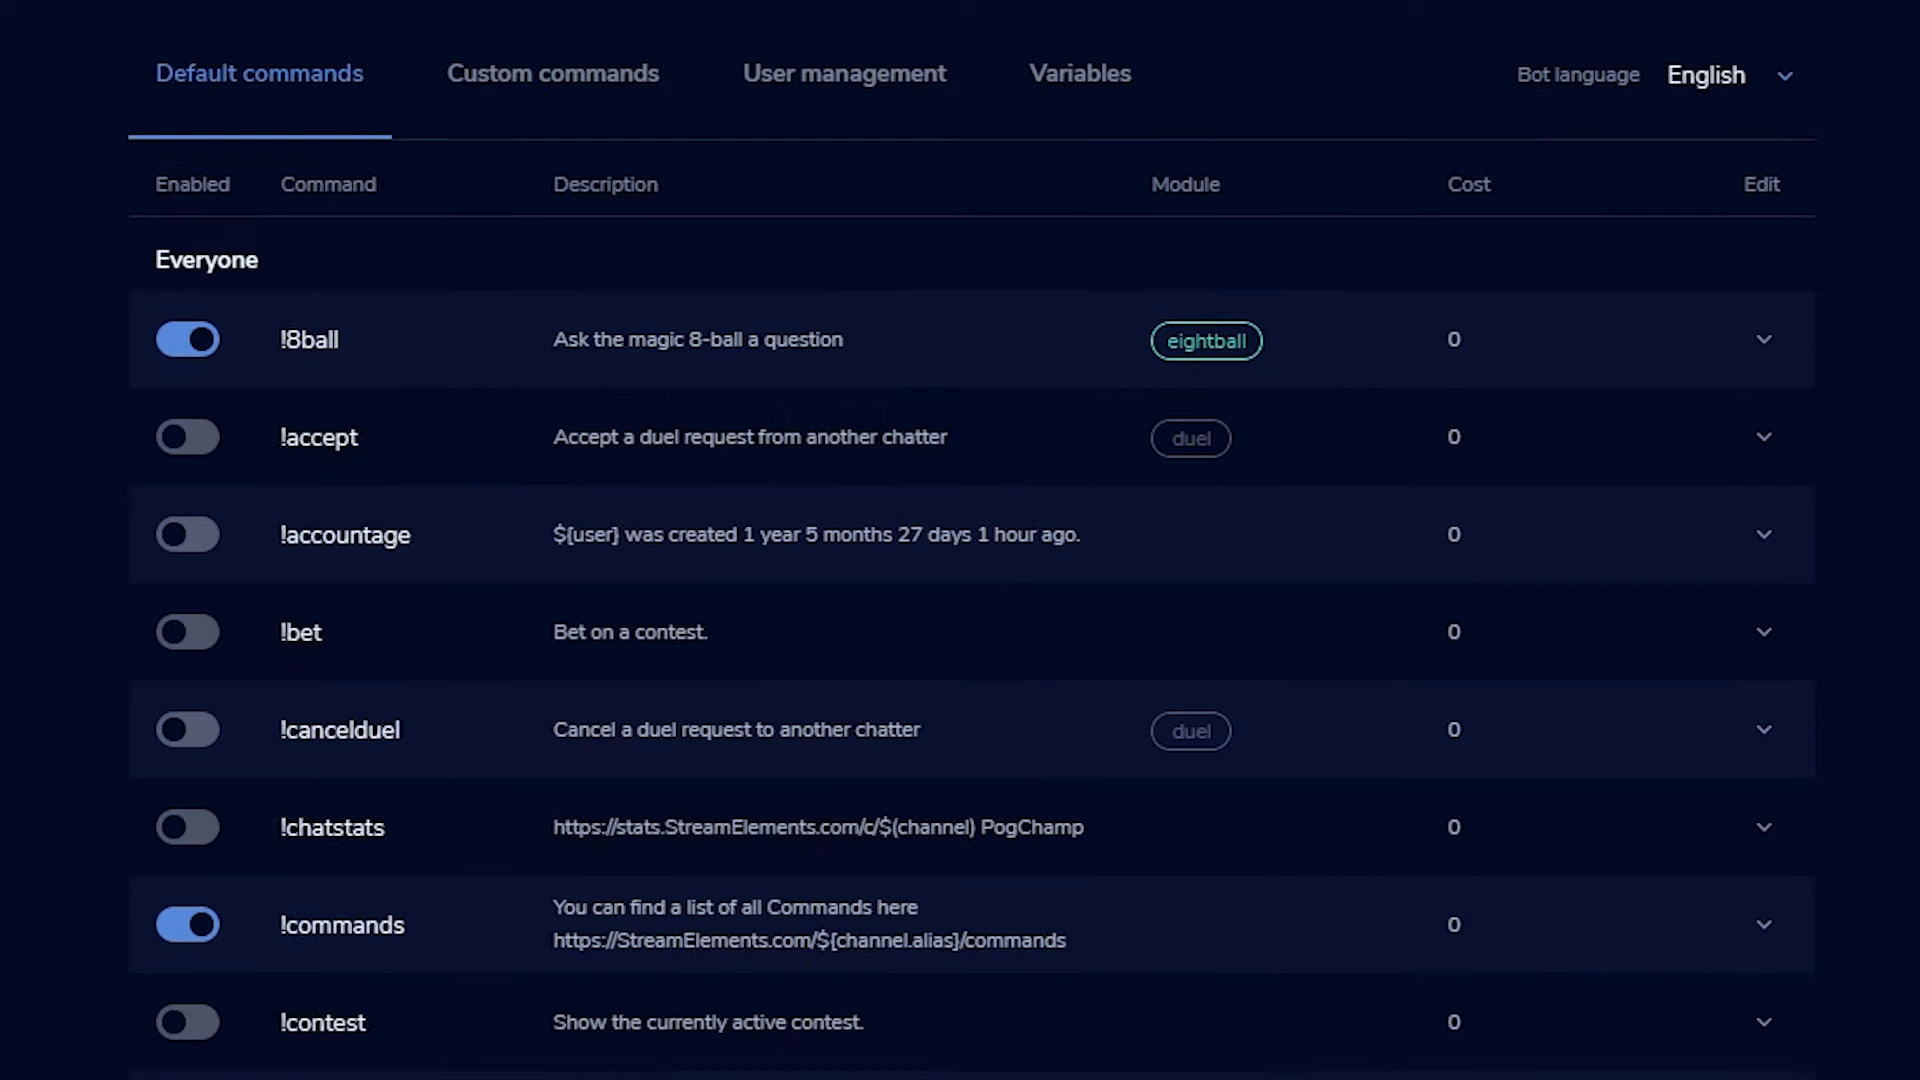 Default commands
Custom commands
User management
Variables
Bot language English
Enabled Command Description Module Cost Edit
Everyone
!8ball Ask the magic 8-ball a question eightball 0
!accept Accept a duel request from another chatter duel 0
!accountage ${user} was created 1 year 5 months 27 days 1 hour ago. 0
!bet Bet on a contest. 0
!cancelduel Cancel a duel request to another chatter duel 0
!chatstats https://stats.StreamElements.com/c/$(channel) PogChamp 0
!commands You can find a list of all Commands here
https://StreamElements.com/${channel.alias}/commands 0
!contest Show the currently active contest. 0